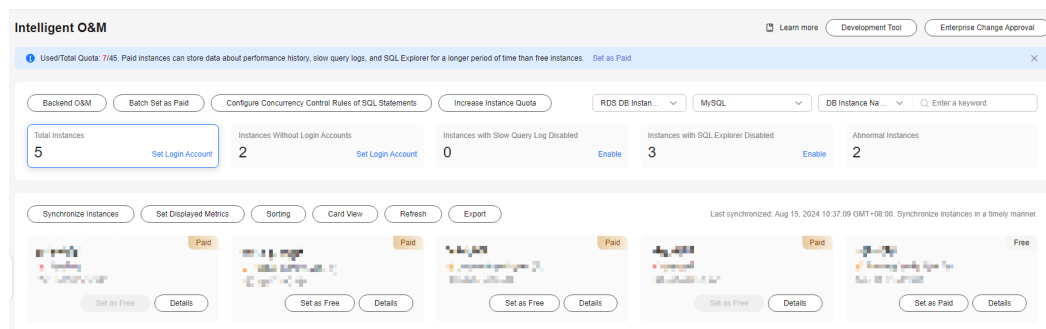 Intelligent O&M
Learn more
Development Tool
Enterprise Change Approval
Used/Total Quota: 7/45. Paid instances can store data about performance history, slow query logs, and SQL Explorer for a longer period of time than free instances. Set as Paid
Backend O&M
Batch Set as Paid
Configure Concurrency Control Rules of SQL Statements
Increase Instance Quota
RDS DB Instan...
MySQL
DB Instance Na...
Enter a keyword.
Total Instances
5
Set Login Account
Instances Without Login Accounts
2
Set Login Account
Instances with Slow Query Log Disabled
0
Enable
Instances with SQL Explorer Disabled
3
Enable
Abnormal Instances
2
Synchronize Instances
Set Displayed Metrics
Sorting
Card View
Refresh
Export
Last synchronized: Aug 15, 2024 10:37:09 GMT+08:00. Synchronize instances in a timely manner.
Paid
Set as Free
Details
Paid
Set as Free
Details
Paid
Set as Free
Details
Paid
Set as Free
Details
Free
Set as Paid
Details